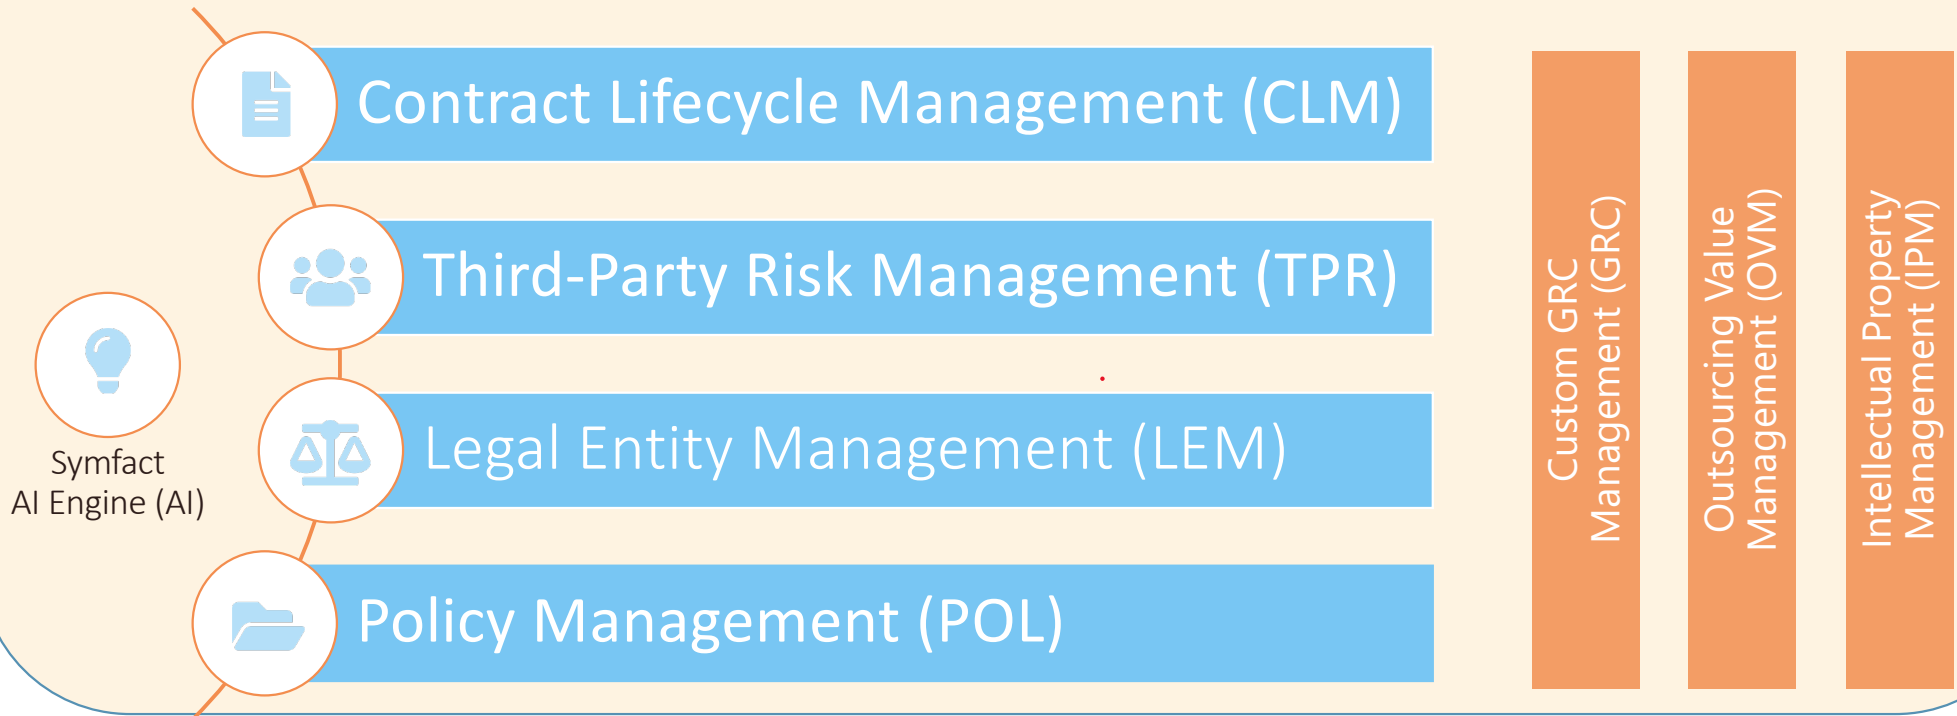 Contract Lifecycle Management (CLM)
Third-Party Risk Management (TPR)
Legal Entity Management (LEM)
Policy Management (POL)
Symfact
AI Engine (AI)
Custom GRC
Management (GRC)
Outsourcing Value
Management (OVM)
Intellectual Property
Management (IPM)